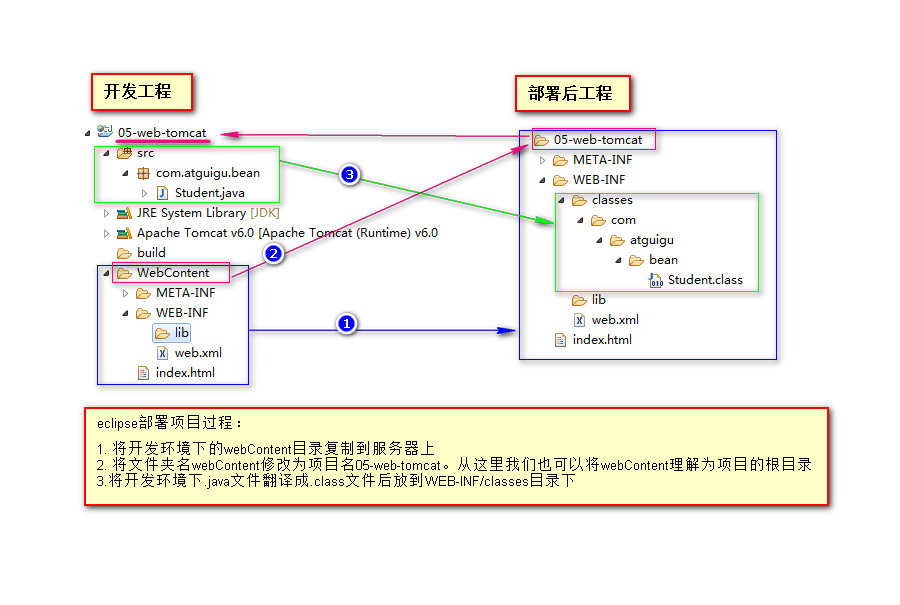 开发工程
部署后工程
05-web-tomcat
src
com.atguigu.bean
Student.java
JRE System Library [JDK]
Apache Tomcat v6.0 [Apache Tomcat (Runtime) v6.0
build
WebContent
META-INF
WEB-INF
lib
web.xml
index.html
3
2
1
05-web-tomcat
META-INF
WEB-INF
classes
com
atguigu
bean
Student.class
lib
web.xml
index.html
eclipse部署项目过程：
1. 将开发环境下的webContent目录复制到服务器上
2. 将文件夹名webContent修改为项目名05-web-tomcat。从这里我们也可以将webContent理解为项目的根目录
3.将开发环境下.java文件翻译成.class文件后放到WEB-INF/classes目录下